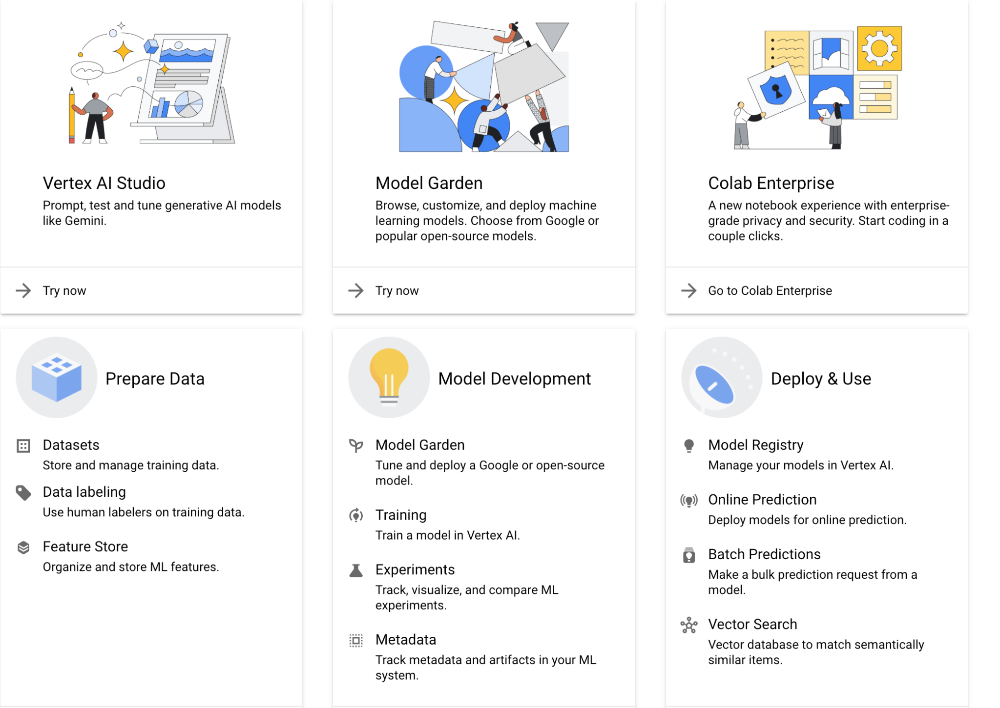 Vertex AI Studio
Prompt, test and tune generative AI models
like Gemini.
Try now
Model Garden
Browse, customize, and deploy machine
learning models. Choose from Google or
popular open-source models.
Try now
Colab Enterprise
A new notebook experience with enterprise-
grade privacy and security. Start coding in a
couple clicks.
Go to Colab Enterprise
Prepare Data
Datasets
Store and manage training data.
Data labeling
Use human labelers on training data.
Feature Store
Organize and store ML features.
Model Development
Model Garden
Tune and deploy a Google or open-source
model.
Training
Train a model in Vertex AI.
Experiments
Track, visualize, and compare ML
experiments.
Metadata
Track metadata and artifacts in your ML
system.
Deploy & Use
Model Registry
Manage your models in Vertex AI.
Online Prediction
Deploy models for online prediction.
Batch Predictions
Make a bulk prediction request from a
model.
Vector Search
Vector database to match semantically
similar items.